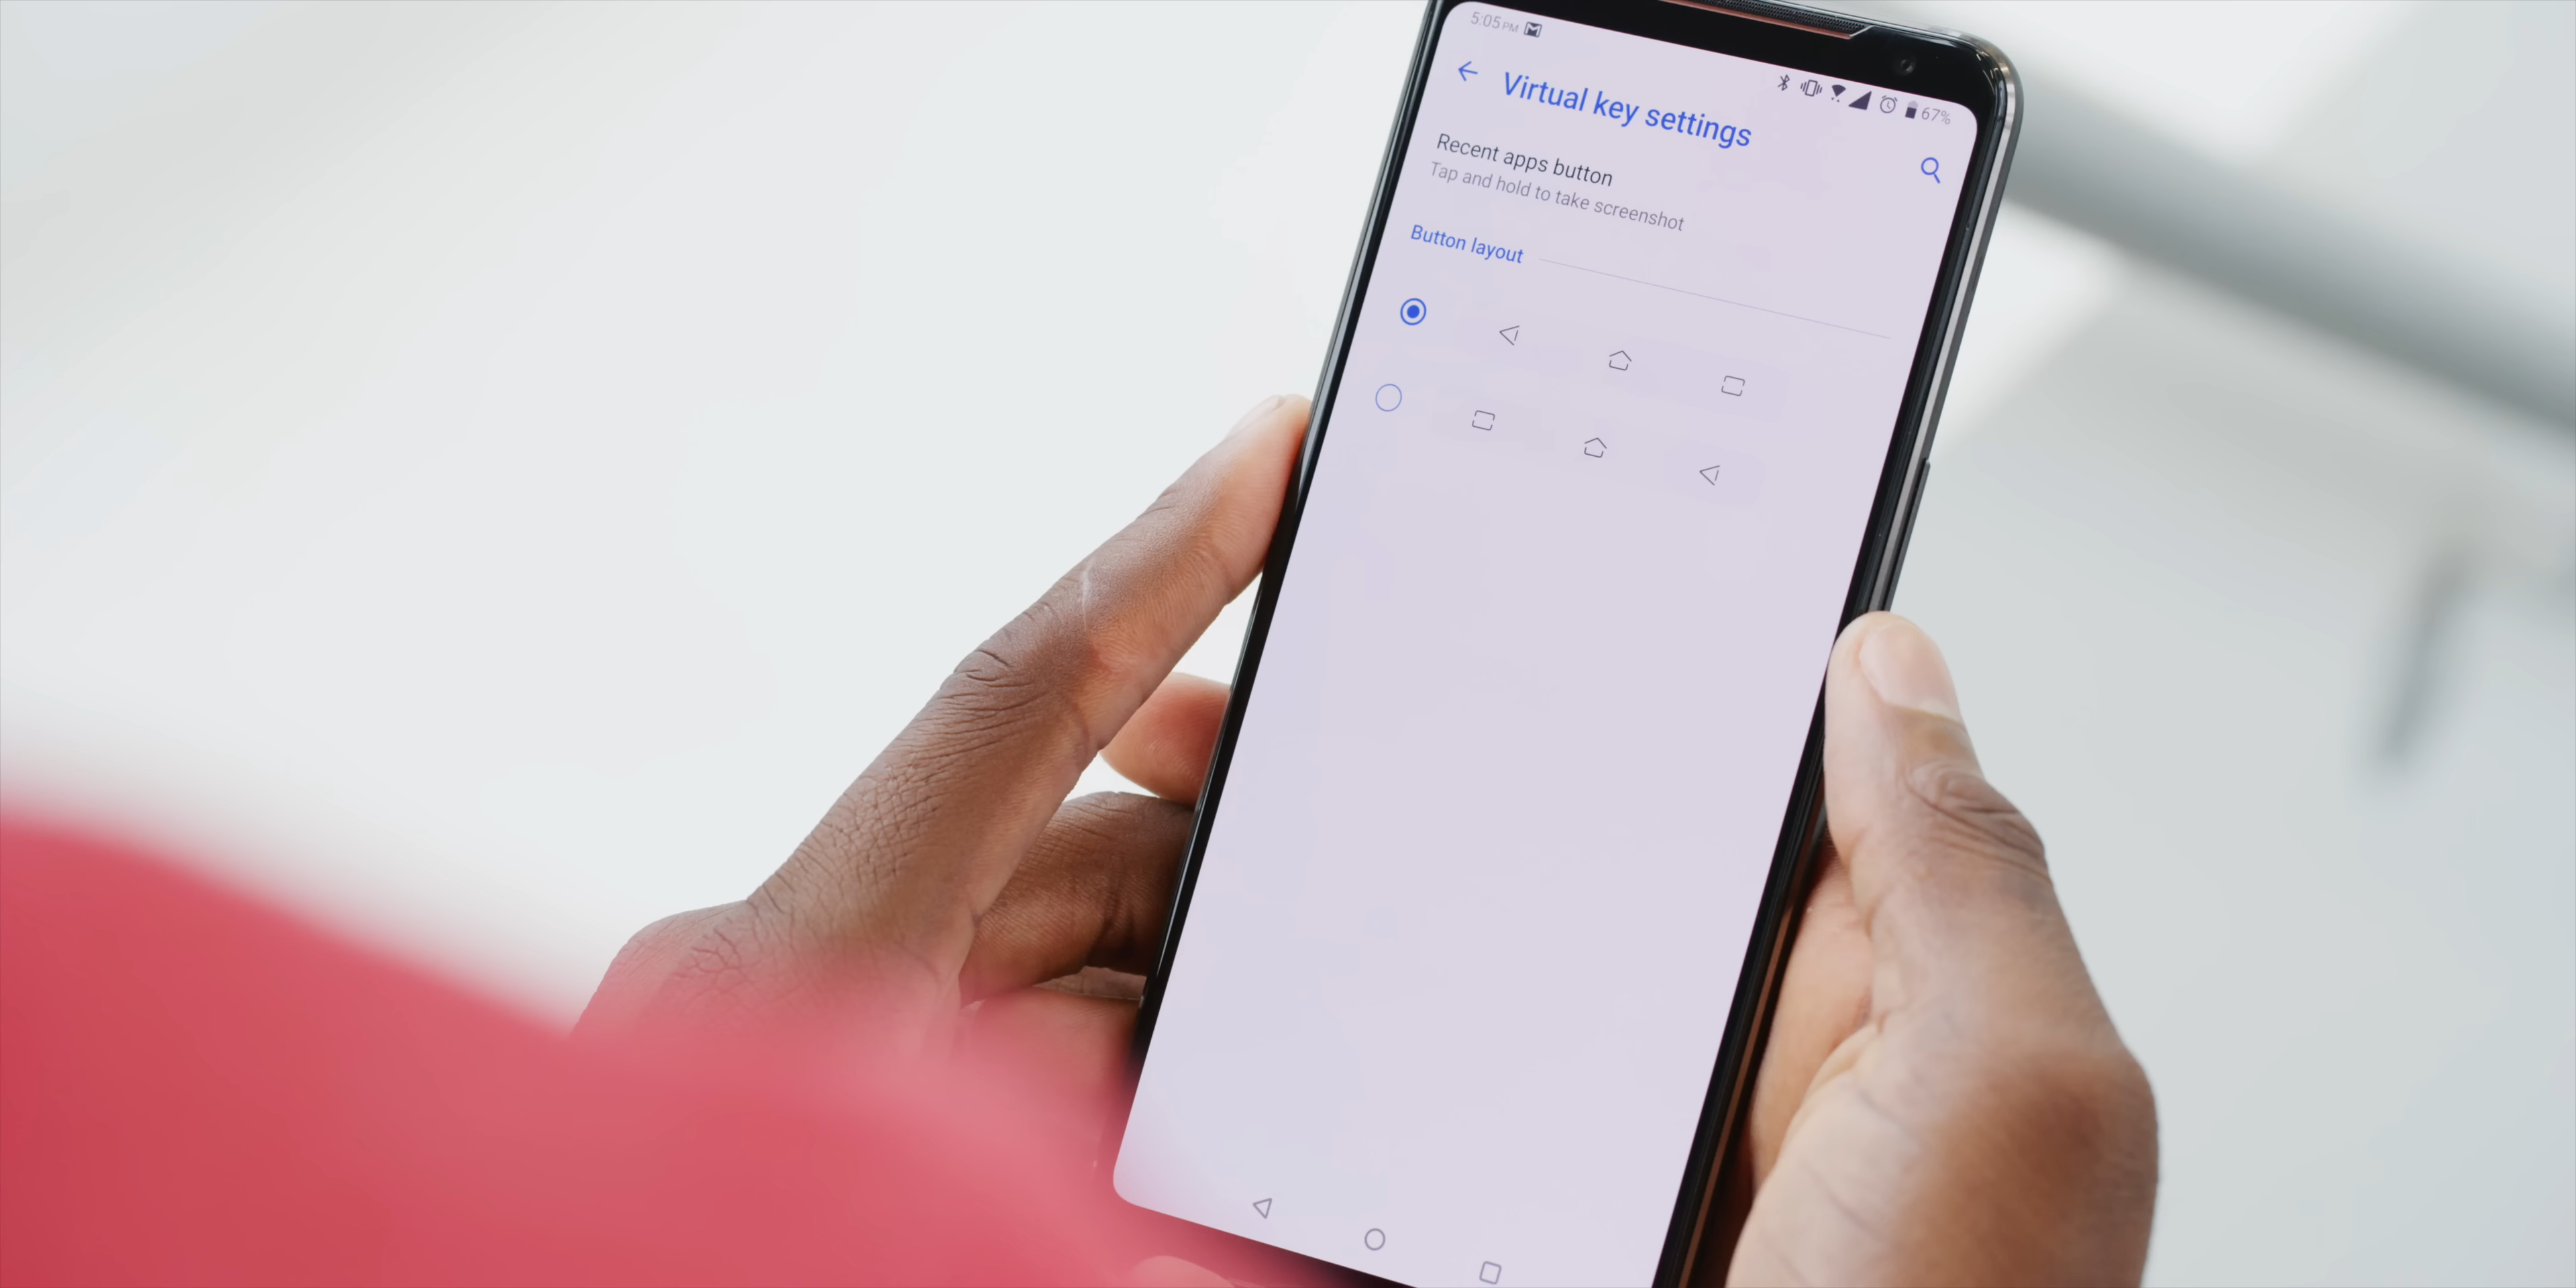 5:05 PM
67%
Virtual key settings
Recent apps button
Tap and hold to take screenshot
Button layout